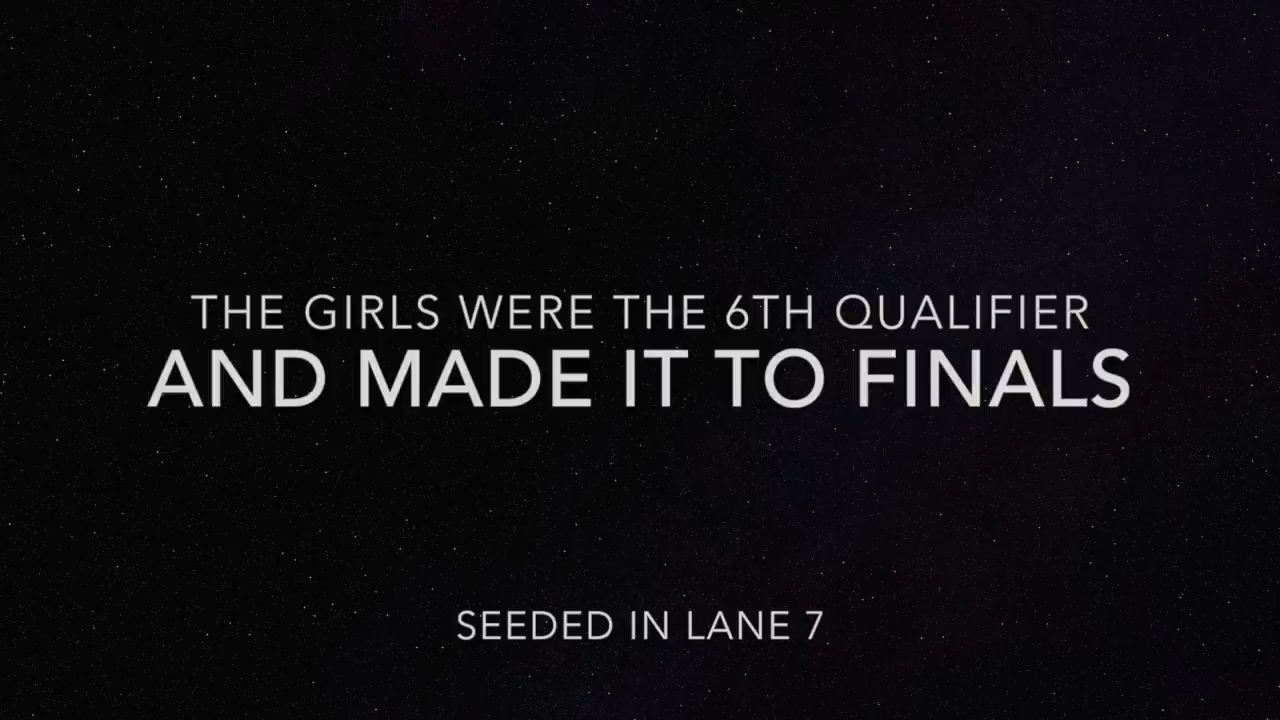 THE GIRLS WERE THE 6TH QUALIFIER
AND MADE IT TO FINALS
SEEDED IN LANE 7